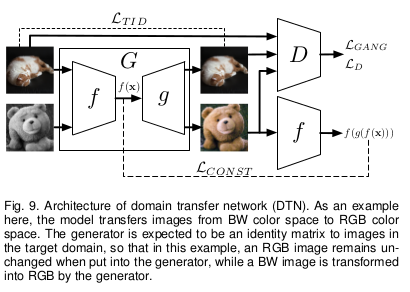 𝓛_TID
G
f
f(x)
g
D
𝓛_GANG
𝓛_D
f
f(g(f(x)))
𝓛_CONST
Fig. 9. Architecture of domain transfer network (DTN). As an example
here, the model transfers images from BW color space to RGB color
space. The generator is expected to be an identity matrix to images in
the target domain, so that in this example, an RGB image remains un-
changed when put into the generator, while a BW image is transformed
into RGB by the generator.